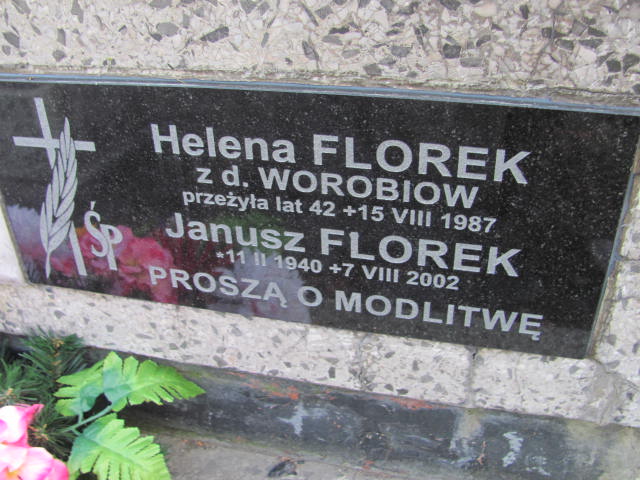 ŚP
Helena FLOREK
z d. WOROBIOW
przeżyła lat 42 +15 VIII 1987
Janusz FLOREK
*11 II 1940 +7 VIII 2002
PROSZĄ O MODLITWĘ